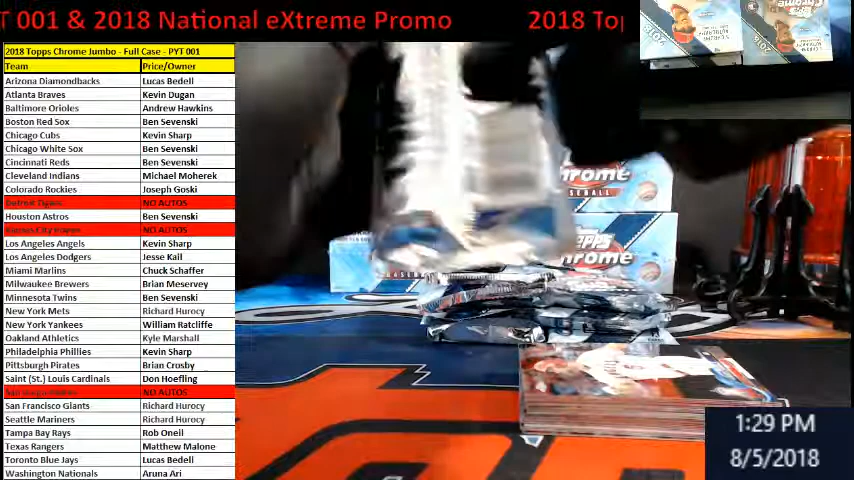 T 001 & 2018 National eXtreme Promo 2018 Top
2018 Topps Chrome Jumbo - Full Case - PYT 001
Team Price/Owner
Arizona Diamondbacks Lucas Bedell
Atlanta Braves Kevin Dugan
Baltimore Orioles Andrew Hawkins
Boston Red Sox Ben Sevenski
Chicago Cubs Kevin Sharp
Chicago White Sox Ben Sevenski
Cincinnati Reds Ben Sevenski
Cleveland Indians Michael Moherek
Colorado Rockies Joseph Goski
Detroit Tigers NO AUTOS
Houston Astros Ben Sevenski
Kansas City Royals NO AUTOS
Los Angeles Angels Kevin Sharp
Los Angeles Dodgers Jesse Kail
Miami Marlins Chuck Schaffer
Milwaukee Brewers Brian Meservey
Minnesota Twins Ben Sevenski
New York Mets Richard Hurocy
New York Yankees William Ratcliffe
Oakland Athletics Kyle Marshall
Philadelphia Phillies Kevin Sharp
Pittsburgh Pirates Brian Crosby
Saint (St.) Louis Cardinals Don Hoefling
NO AUTOS
San Francisco Giants Richard Hurocy
Seattle Mariners Richard Hurocy
Tampa Bay Rays Rob Oneil
Texas Rangers Matthew Malone
Toronto Blue Jays Lucas Bedell
Washington Nationals Aruna Ari
hrome
BASEBALL
TOPPS
chrome
1:29 PM
8/5/2018